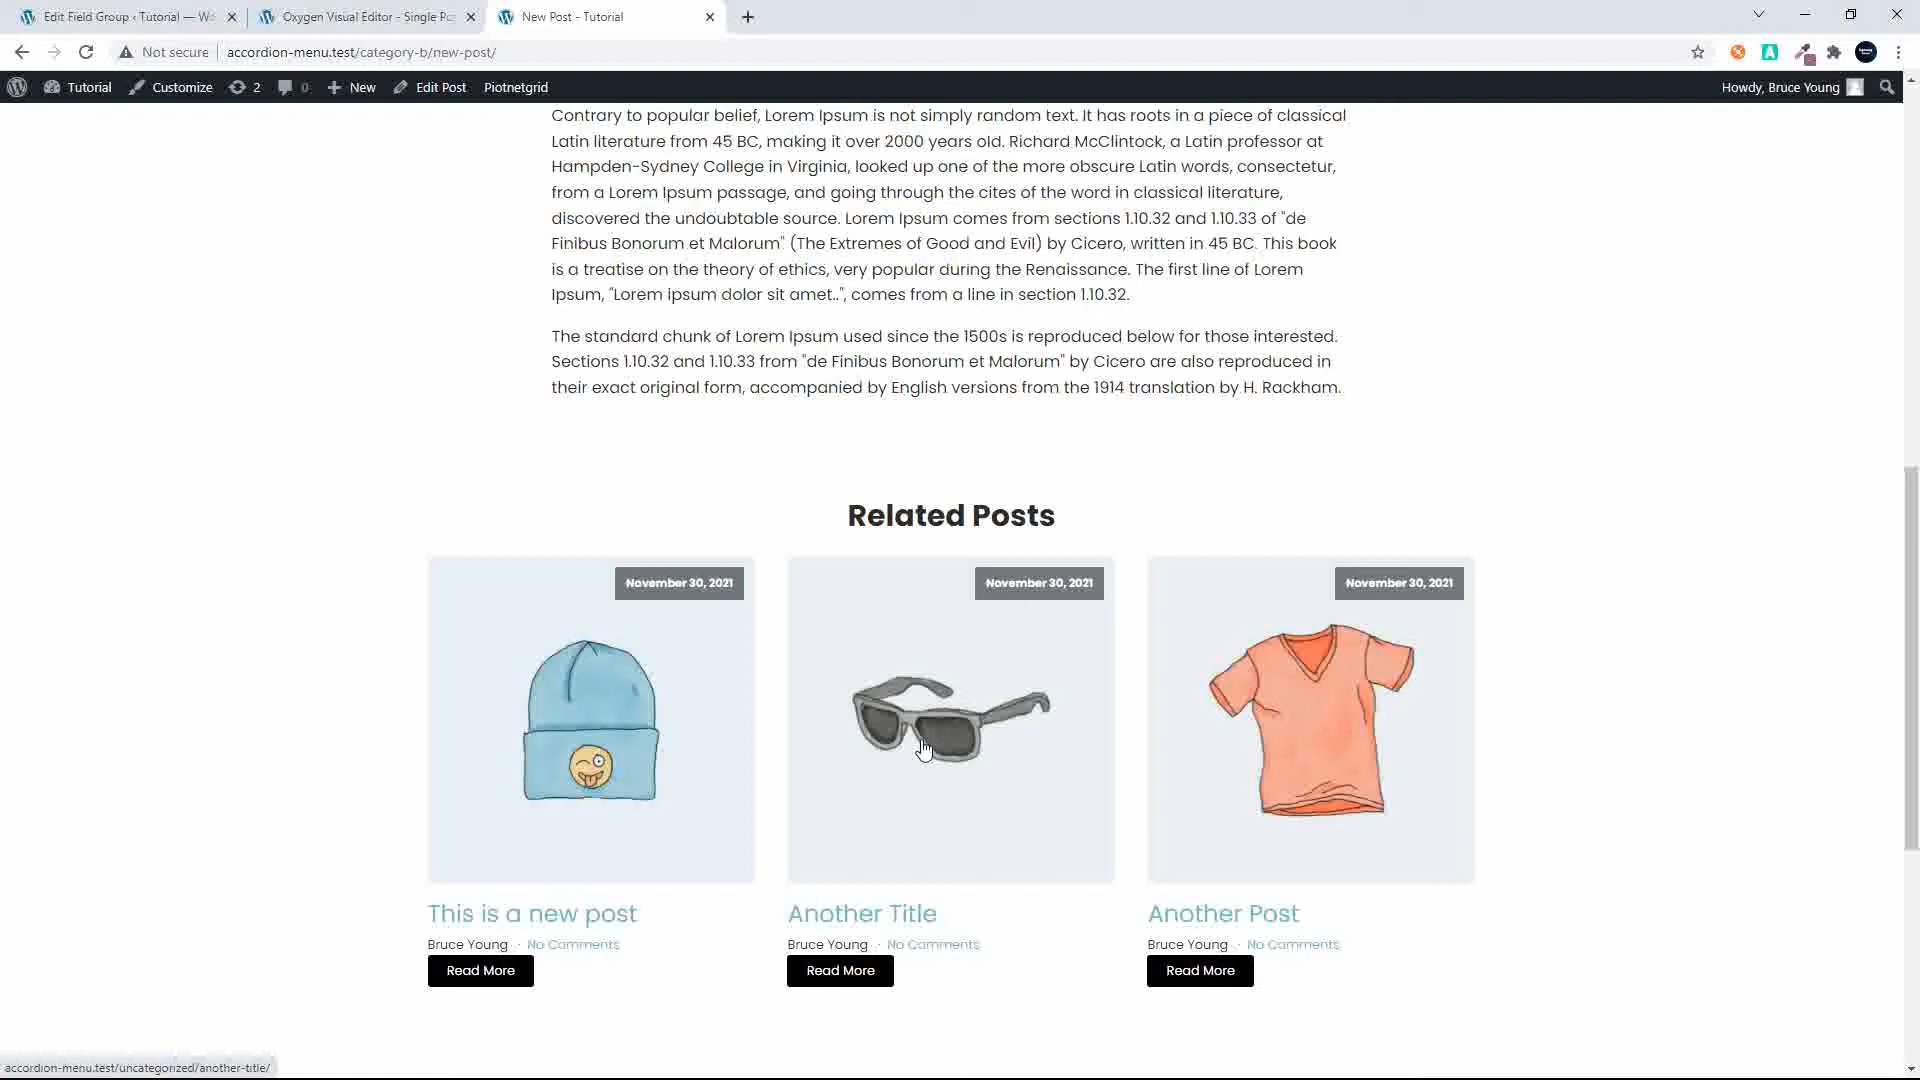 Edit Field Group ‹ Tutorial — Wo
Oxygen Visual Editor - Single Po
New Post - Tutorial
Not secure
accordion-menu.test/category-b/new-post/
Tutorial
Customize
2
0
New
Edit Post
Piotnetgrid
Howdy, Bruce Young
Contrary to popular belief, Lorem Ipsum is not simply random text. It has roots in a piece of classical
Latin literature from 45 BC, making it over 2000 years old. Richard McClintock, a Latin professor at
Hampden-Sydney College in Virginia, looked up one of the more obscure Latin words, consectetur,
from a Lorem Ipsum passage, and going through the cites of the word in classical literature,
discovered the undoubtable source. Lorem Ipsum comes from sections 1.10.32 and 1.10.33 of "de
Finibus Bonorum et Malorum" (The Extremes of Good and Evil) by Cicero, written in 45 BC. This book
is a treatise on the theory of ethics, very popular during the Renaissance. The first line of Lorem
Ipsum, "Lorem ipsum dolor sit amet..", comes from a line in section 1.10.32.
The standard chunk of Lorem Ipsum used since the 1500s is reproduced below for those interested.
Sections 1.10.32 and 1.10.33 from "de Finibus Bonorum et Malorum" by Cicero are also reproduced in
their exact original form, accompanied by English versions from the 1914 translation by H. Rackham.
Related Posts
November 30, 2021
November 30, 2021
November 30, 2021
This is a new post
Bruce Young · No Comments
Read More
Another Title
Bruce Young · No Comments
Read More
Another Post
Bruce Young · No Comments
Read More
accordion-menu.test/uncategorized/another-title/